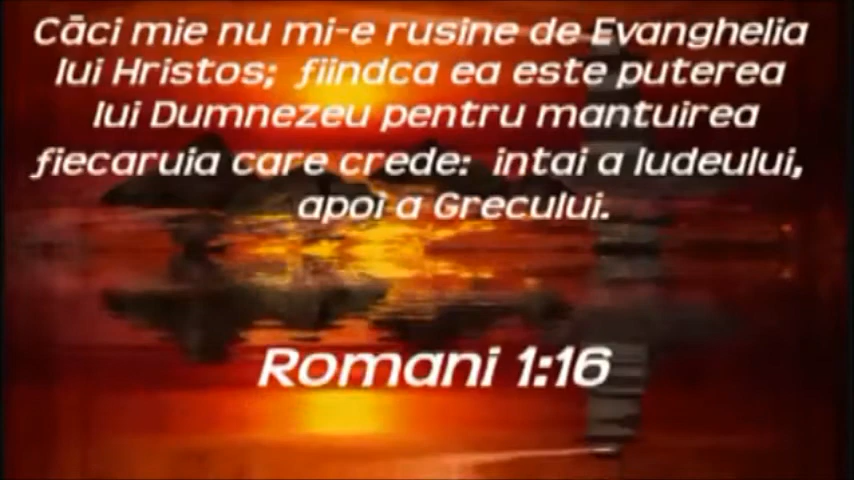 Cāci mie nu mi-e rusine de Evanghelia
lui Hristos; fiindca ea este puterea
lui Dumnezeu pentru mantuirea
fiecaruia care crede: intai a Iudeului,
apoi a Grecului.
Romani 1:16